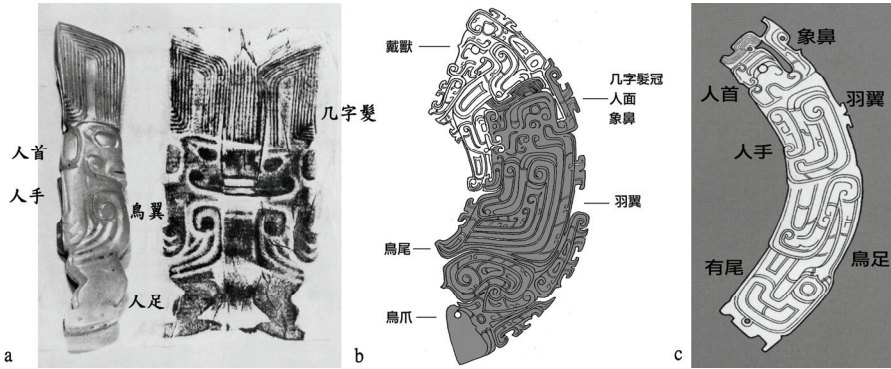 几字髮
人首
人手
鳥翼
人足
a
戴獸
几字髮冠
人面
象鼻
羽翼
鳥尾
鳥爪
b
象鼻
人首
羽翼
人手
有尾
鳥足
c